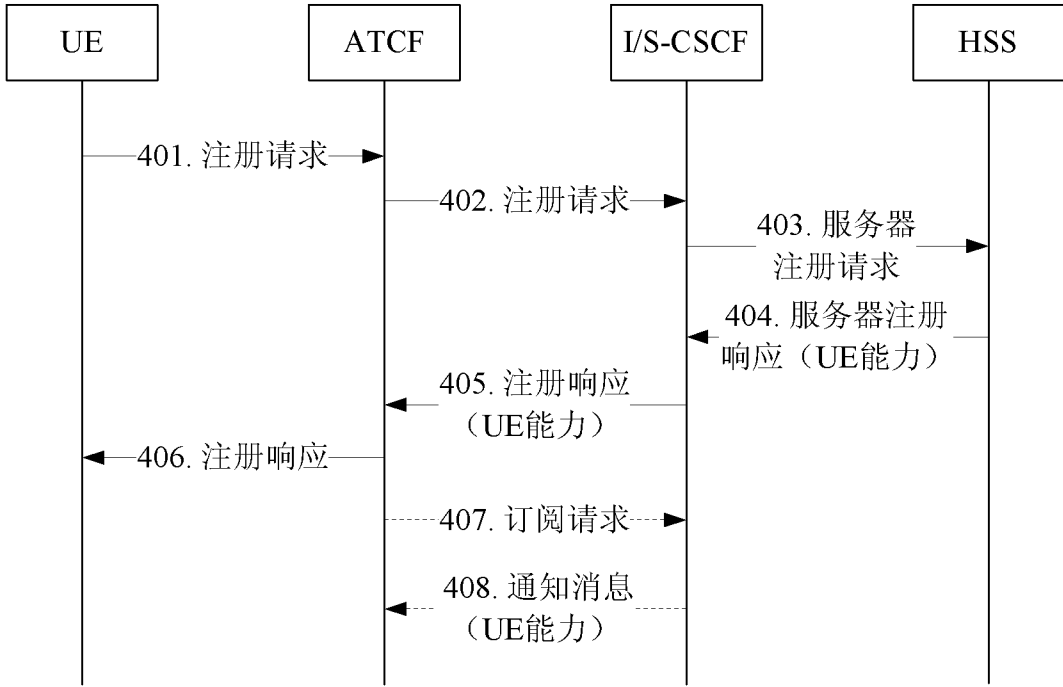 UE
ATCF
I/S-CSCF
HSS
401. 注册请求
402. 注册请求
403. 服务器
注册请求
404. 服务器注册
响应（UE能力）
405. 注册响应
（UE能力）
406. 注册响应
407. 订阅请求
408. 通知消息
（UE能力）